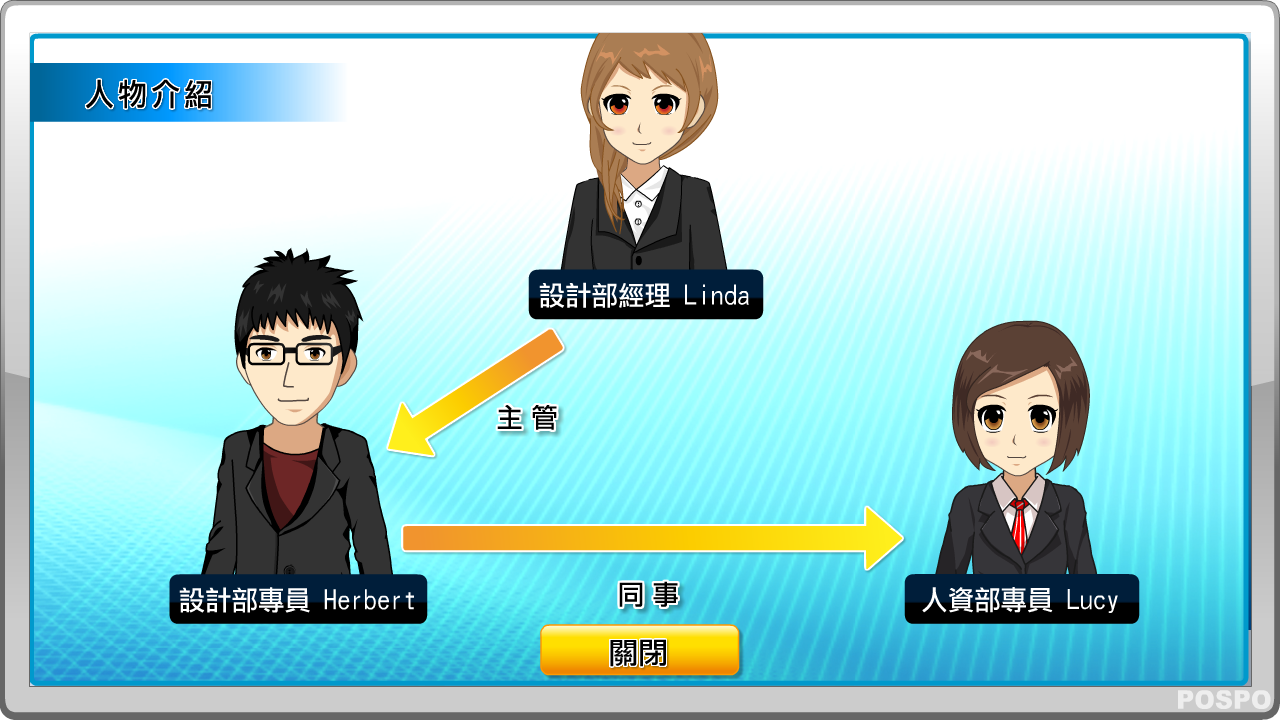 人物介紹
設計部經理 Linda
主管
設計部專員 Herbert
同事
人資部專員 Lucy
關閉
POSPO